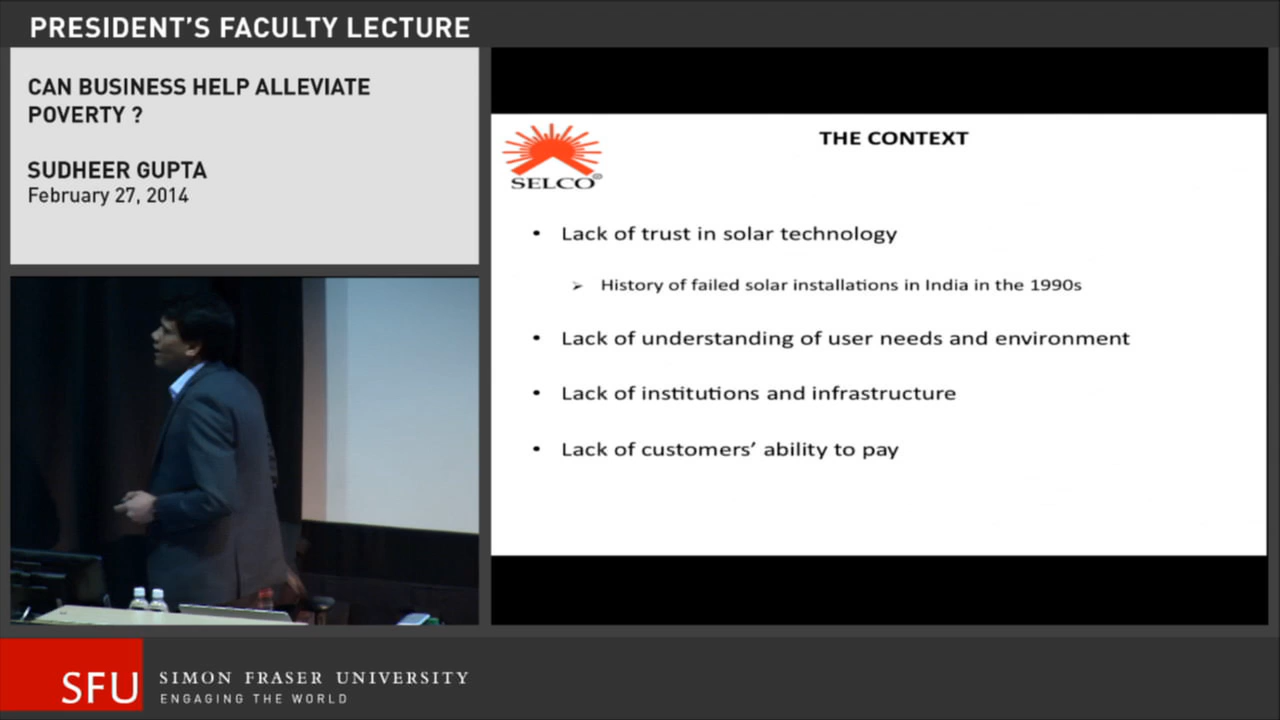 PRESIDENT'S FACULTY LECTURE
CAN BUSINESS HELP ALLEVIATE
POVERTY ?
SUDHEER GUPTA
February 27, 2014
SELCO®
THE CONTEXT
• Lack of trust in solar technology
➢ History of failed solar installations in India in the 1990s
• Lack of understanding of user needs and environment
• Lack of institutions and infrastructure
• Lack of customers' ability to pay
SFU
SIMON FRASER UNIVERSITY
ENGAGING THE WORLD